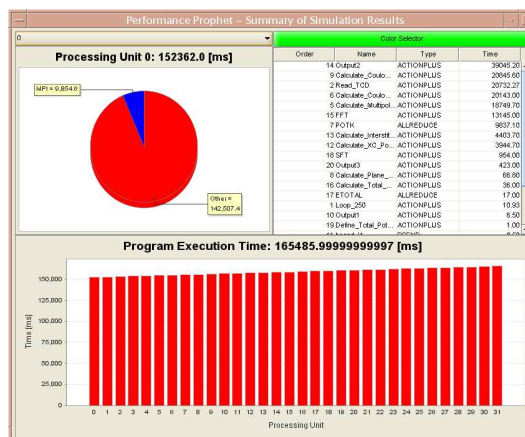 Performance Prophet -- Summary of Simulation Results
0
Processing Unit 0: 152362.0 [ms]
MPI = 9,854.6
Other = 142,507.4
Color Selector
Order Name Type Time
14 Output2 ACTIONPLUS 39045.20
9 Calculate_Coulo... ACTIONPLUS 20845.60
2 Read_TCD ACTIONPLUS 20732.27
6 Calculate_Coulo... ACTIONPLUS 20143.00
5 Calculate_Multipol... ACTIONPLUS 18749.70
15 FFT ACTIONPLUS 13145.00
7 POTK ALLREDUCE 9837.10
13 Calculate_Interstit... ACTIONPLUS 4403.70
12 Calculate_XC_Po... ACTIONPLUS 3944.70
18 SFT ACTIONPLUS 954.00
20 Output3 ACTIONPLUS 423.00
8 Calculate_Plane_... ACTIONPLUS 66.80
16 Calculate_Total_... ACTIONPLUS 36.00
17 ETOTAL ALLREDUCE 17.00
1 Loop_250 ACTIONPLUS 10.93
10 Output1 ACTIONPLUS 6.50
19 Define_Total_Pot... ACTIONPLUS 1.00
Program Execution Time: 165485.99999999997 [ms]
Time [ms]
150,000
125,000
100,000
75,000
50,000
25,000
0
0 1 2 3 4 5 6 7 8 9 10 11 12 13 14 15 16 17 18 19 20 21 22 23 24 25 26 27 28 29 30 31
Processing Unit